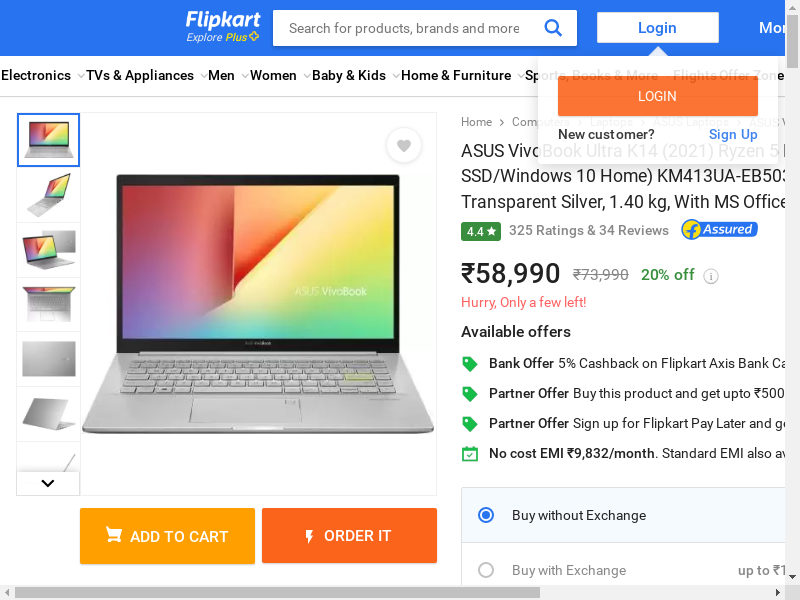 Flipkart
Explore Plus
Search for products, brands and more
Login
Mor
Electronics
TVs & Appliances
Men
Women
Baby & Kids
Home & Furniture
Sports, Books & More
Flights
Offer Zone
LOGIN
New customer? Sign Up
Home > Computers > Laptops > ASUS Laptops > ASUS V
ASUS VivoBook Ultra K14 (2021) Ryzen 5
SSD/Windows 10 Home) KM413UA-EB503
Transparent Silver, 1.40 kg, With MS Office
4.4 ★ 325 Ratings & 34 Reviews Assured
₹58,990 ₹73,990 20% off i
Hurry, Only a few left!
Available offers
Bank Offer 5% Cashback on Flipkart Axis Bank Ca
Partner Offer Buy this product and get upto ₹500
Partner Offer Sign up for Flipkart Pay Later and ge
No cost EMI ₹9,832/month. Standard EMI also av
Buy without Exchange
Buy with Exchange up to ₹1
ASUS VivoBook
ADD TO CART
ORDER IT